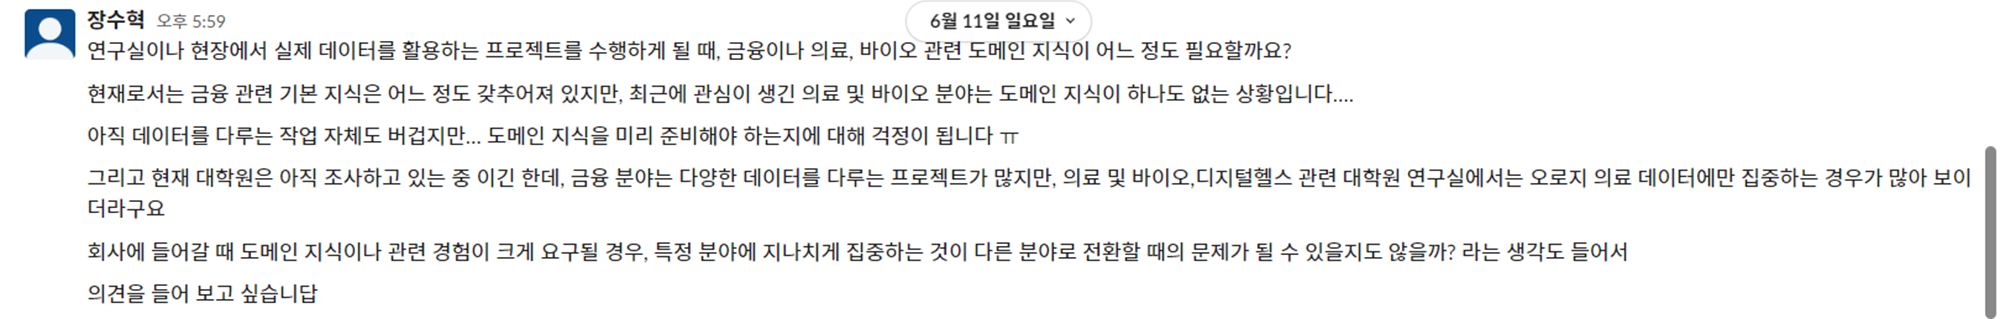 장수혁 오후 5:59
6월 11일 일요일
연구실이나 현장에서 실제 데이터를 활용하는 프로젝트를 수행하게 될 때, 금융이나 의료, 바이오 관련 도메인 지식이 어느 정도 필요할까요?
현재로서는 금융 관련 기본 지식은 어느 정도 갖추어져 있지만, 최근에 관심이 생긴 의료 및 바이오 분야는 도메인 지식이 하나도 없는 상황입니다....
아직 데이터를 다루는 작업 자체도 버겁지만... 도메인 지식을 미리 준비해야 하는지에 대해 걱정이 됩니다 ㅠ
그리고 현재 대학원은 아직 조사하고 있는 중 이긴 한데, 금융 분야는 다양한 데이터를 다루는 프로젝트가 많지만, 의료 및 바이오,디지털헬스 관련 대학원 연구실에서는 오로지 의료 데이터에만 집중하는 경우가 많아 보이
더라구요
회사에 들어갈 때 도메인 지식이나 관련 경험이 크게 요구될 경우, 특정 분야에 지나치게 집중하는 것이 다른 분야로 전환할 때의 문제가 될 수 있을지도 않을까? 라는 생각도 들어서
의견을 들어 보고 싶습니답